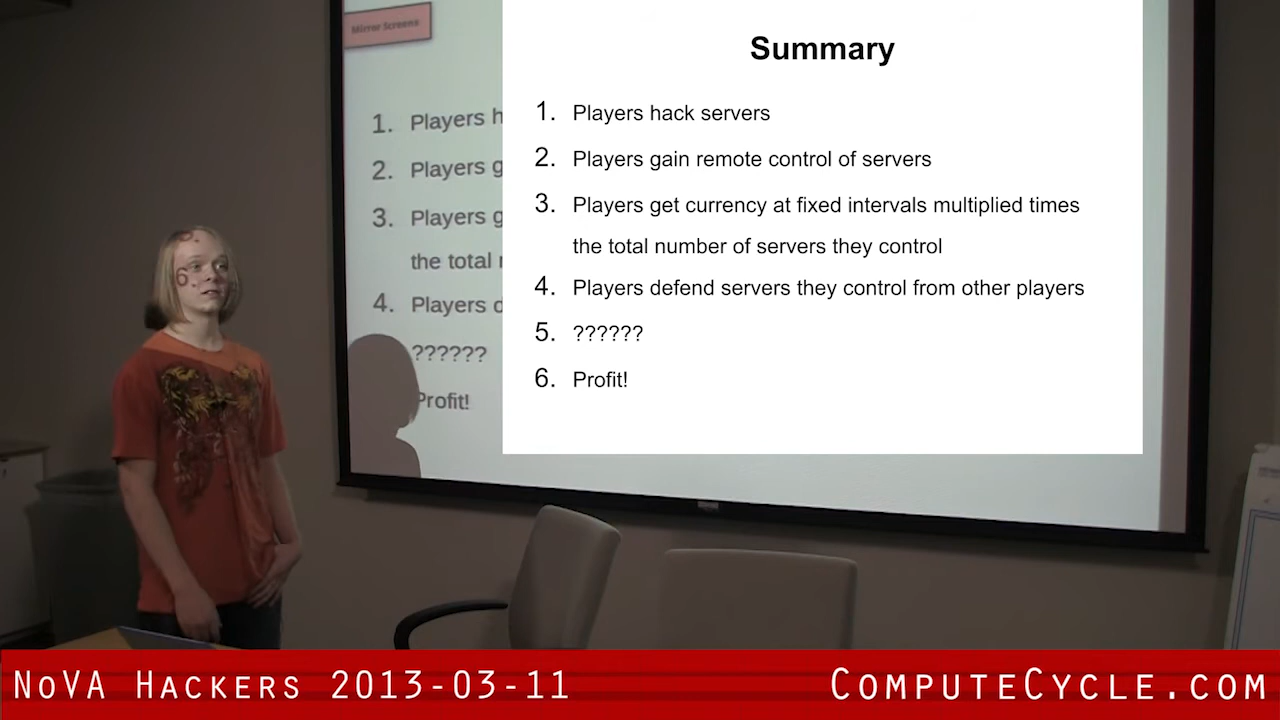 Mirror Screens
Summary
1. Players h
2. Players g
3. Players g
the total
4. Players d
??????
Profit!
1. Players hack servers
2. Players gain remote control of servers
3. Players get currency at fixed intervals multiplied times
the total number of servers they control
4. Players defend servers they control from other players
5. ??????
6. Profit!
5.
6.
NoVA Hackers 2013-03-11
ComputeCycle.com